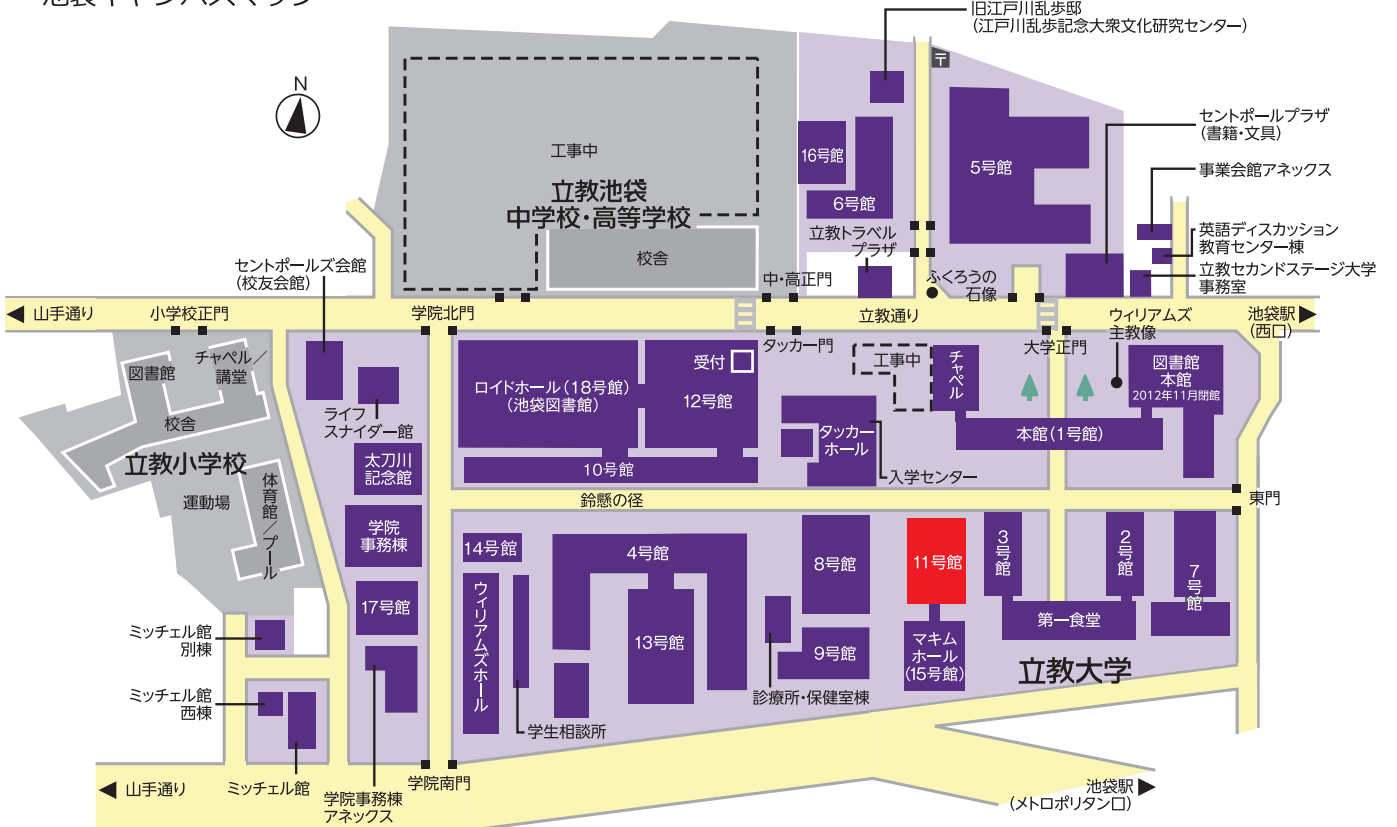 池袋キャンパスマップ
旧江戸川乱歩邸
(江戸川乱歩記念大衆文化研究センター)
〒
N
セントポールプラザ
(書籍・文具)
工事中
16号館
5号館
事業会館アネックス
立教池袋
中学校・高等学校
6号館
英語ディスカッション
教育センター棟
立教トラベル
プラザ
校舎
セントポールズ会館
(校友会館)
立教セカンドステージ大学
事務室
中・高正門
ふくろうの
石像
山手通り
小学校正門
学院北門
立教通り
ウィリアムズ
主教像
池袋駅
(西口)
タッカー門
大学正門
チャペル/
講堂
図書館
受付
工事中
チャペル
図書館
本館
2012年11月閉館
ロイドホール(18号館)
(池袋図書館)
12号館
ライフ
スナイダー館
校舎
タッカー
ホール
本館(1号館)
立教小学校
太刀川
記念館
10号館
入学センター
運動場
体育館/プール
鈴懸の径
東門
学院
事務棟
14号館
4号館
8号館
11号館
3号館
2号館
7号館
ウィリアムズホール
17号館
第一食堂
ミッチェル館
別棟
13号館
9号館
マキム
ホール
(15号館)
立教大学
ミッチェル館
西棟
診療所・保健室棟
学生相談所
山手通り
ミッチェル館
学院事務棟
アネックス
学院南門
池袋駅
(メトロポリタン口)